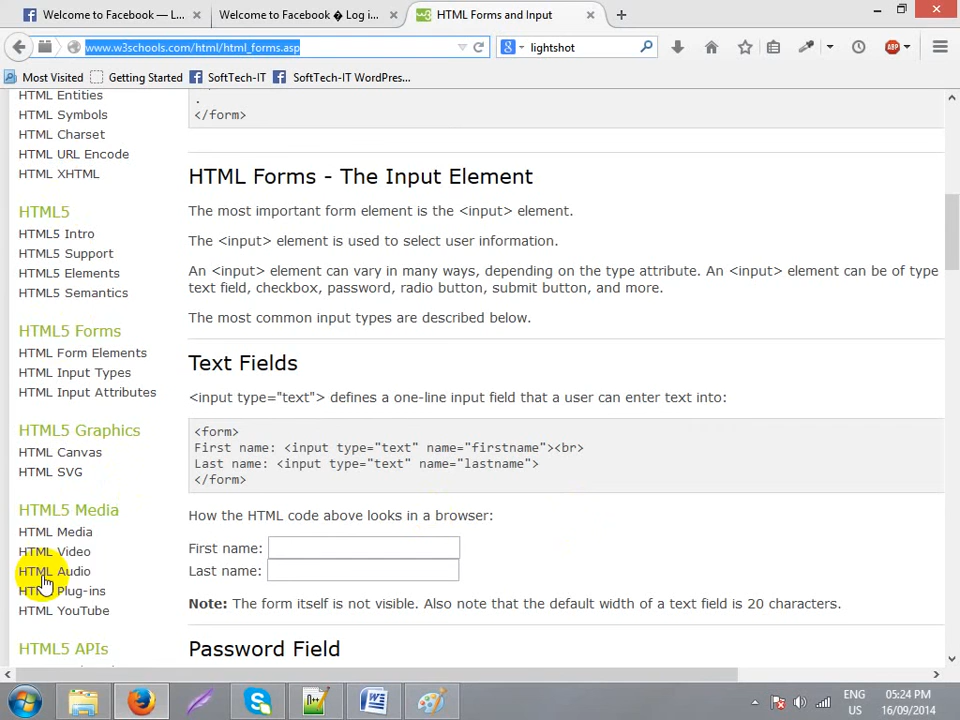 Welcome to Facebook — L...
Welcome to Facebook � Log i...
HTML Forms and Input
www.w3schools.com/html/html_forms.asp
lightshot
ABP
Most Visited
Getting Started
SoftTech-IT
SoftTech-IT WordPres...
HTML Entities
HTML Symbols
HTML Charset
HTML URL Encode
HTML XHTML
HTML5
HTML5 Intro
HTML5 Support
HTML5 Elements
HTML5 Semantics
HTML5 Forms
HTML Form Elements
HTML Input Types
HTML Input Attributes
HTML5 Graphics
HTML Canvas
HTML SVG
HTML5 Media
HTML Media
HTML Video
HTML Audio
HTML Plug-ins
HTML YouTube
HTML5 APIs
.
</form>
HTML Forms - The Input Element
The most important form element is the <input> element.
The <input> element is used to select user information.
An <input> element can vary in many ways, depending on the type attribute. An <input> element can be of type
text field, checkbox, password, radio button, submit button, and more.
The most common input types are described below.
Text Fields
<input type="text"> defines a one-line input field that a user can enter text into:
<form>
First name: <input type="text" name="firstname"><br>
Last name: <input type="text" name="lastname">
</form>
How the HTML code above looks in a browser:
First name:
Last name:
Note: The form itself is not visible. Also note that the default width of a text field is 20 characters.
Password Field
ENG
US
05:24 PM
16/09/2014